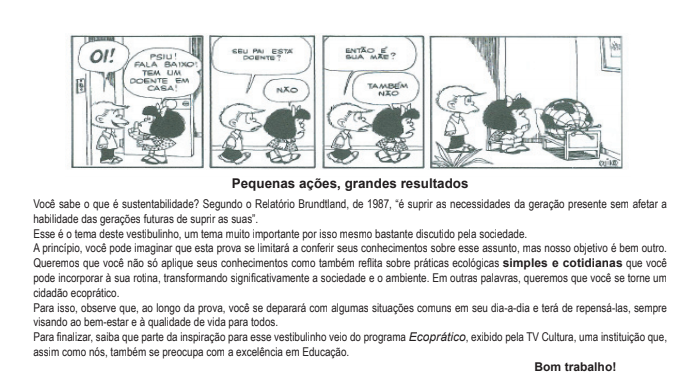 OI!
PSIU!
FALA BAIXO!
TEM UM
DOENTE EM
CASA!
SEU PAI ESTÁ
DOENTE?
NÃO
ENTÃO É
SUA MÃE?
TAMBÉM
NÃO
Pequenas ações, grandes resultados
Você sabe o que é sustentabilidade? Segundo o Relatório Brundtland, de 1987, “é suprir as necessidades da geração presente sem afetar a
habilidade das gerações futuras de suprir as suas”.
Esse é o tema deste vestibulinho, um tema muito importante por isso mesmo bastante discutido pela sociedade.
A princípio, você pode imaginar que esta prova se limitará a conferir seus conhecimentos sobre esse assunto, mas nosso objetivo é bem outro.
Queremos que você não só aplique seus conhecimentos como também reflita sobre práticas ecológicas simples e cotidianas que você
pode incorporar à sua rotina, transformando significativamente a sociedade e o ambiente. Em outras palavras, queremos que você se torne um
cidadão ecoprático.
Para isso, observe que, ao longo da prova, você se deparará com algumas situações comuns em seu dia-a-dia e terá de repensá-las, sempre
visando ao bem-estar e à qualidade de vida para todos.
Para finalizar, saiba que parte da inspiração para esse vestibulinho veio do programa Ecoprático, exibido pela TV Cultura, uma instituição que,
assim como nós, também se preocupa com a excelência em Educação.
Bom trabalho!